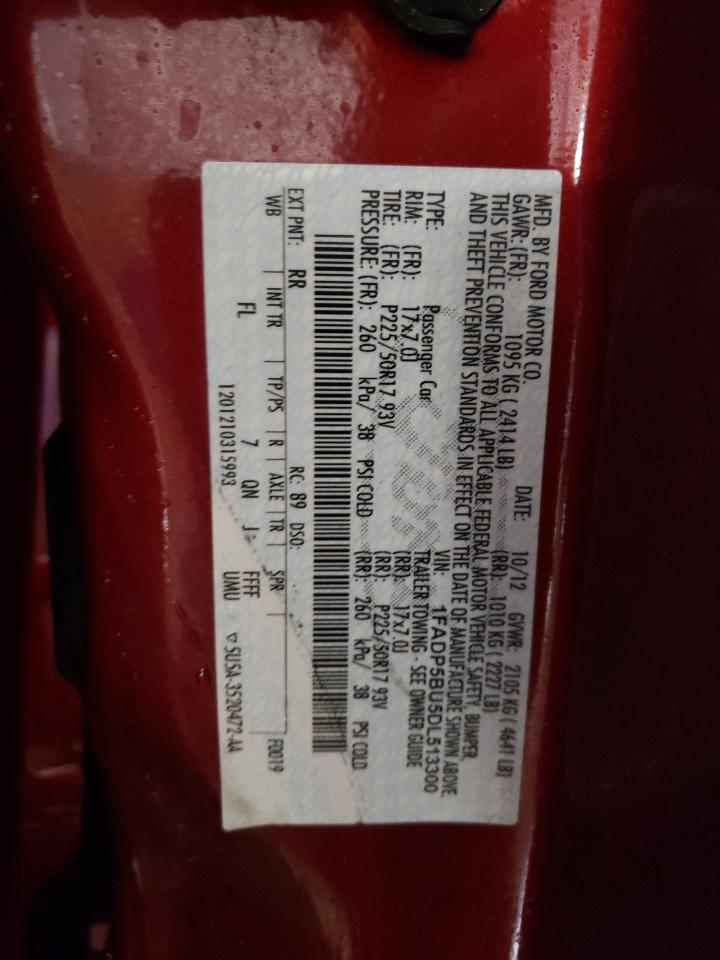 MFD. BY FORD MOTOR CO.
DATE: 10/12 GVWR: 2105 KG ( 4641 LB)
GAWR: (FR): 1095 KG ( 2414 LB) (RR): 1010 KG ( 2227 LB)
THIS VEHICLE CONFORMS TO ALL APPLICABLE FEDERAL MOTOR VEHICLE SAFETY, BUMPER,
AND THEFT PREVENTION STANDARDS IN EFFECT ON THE DATE OF MANUFACTURE SHOWN ABOVE.
VIN: 1FADP5BU5DL513300
TYPE: Passenger Car TRAILER TOWING - SEE OWNER GUIDE
RIM: (FR): 17x7.0J (RR): 17x7.0J
TIRE: (FR): P225/50R17 93V (RR): P225/50R17 93V
PRESSURE: (FR): 260 kPa/ 38 PSI COLD (RR): 260 kPa/ 38 PSI COLD
EXT PNT: RR RC: 89 DSO: F0019
WB INT TR TP/PS R AXLE TR SPR
FL 7 QN J FFFF
1201210315993 UMU ▽5U5A-3520472-AA